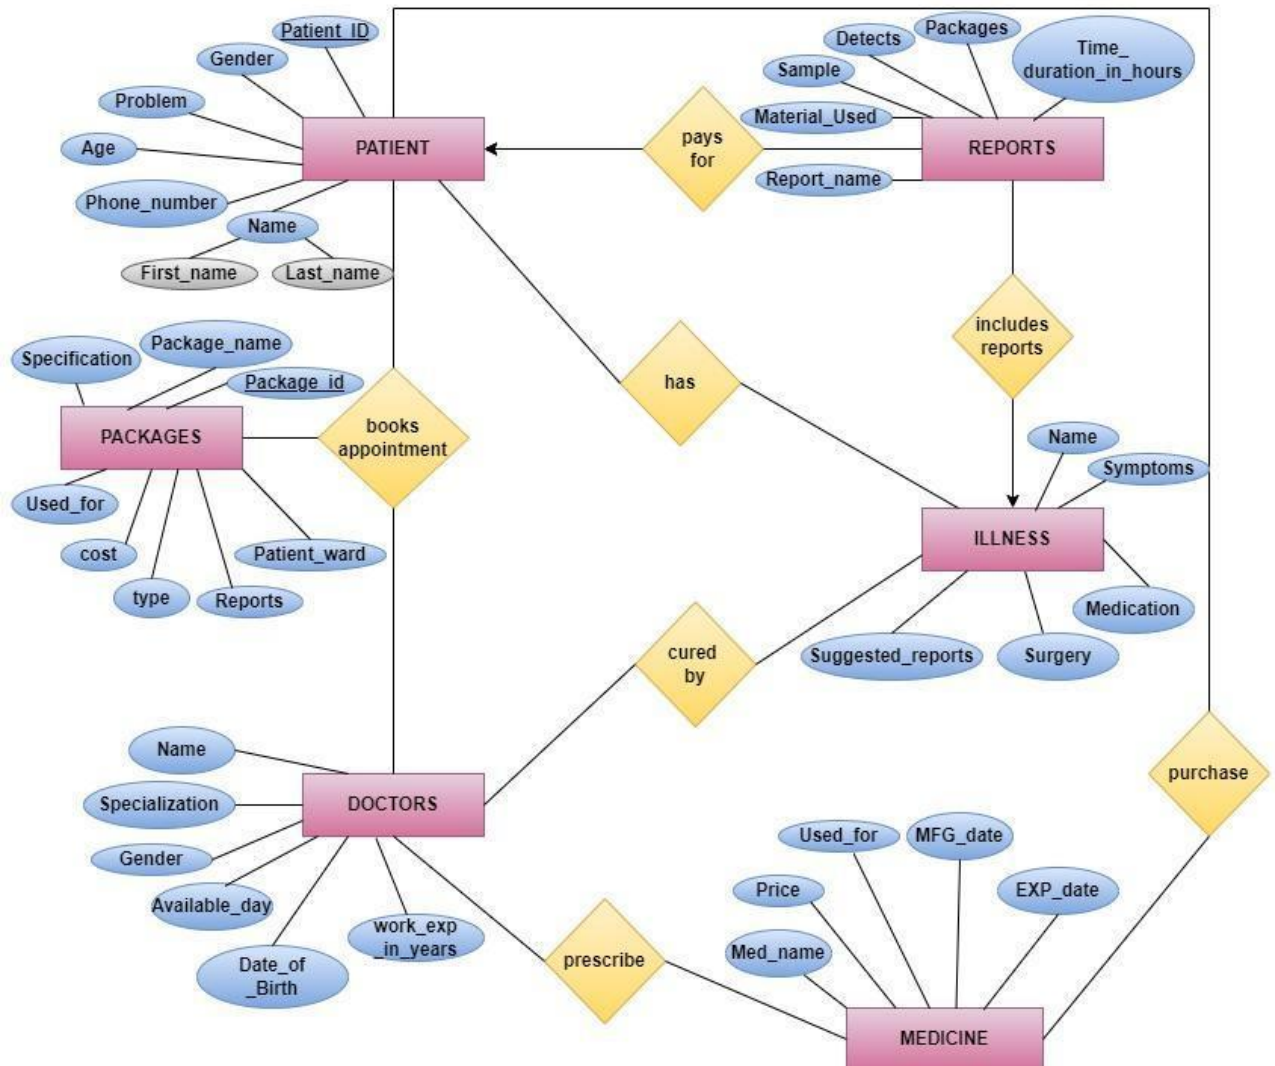 Patient_ID
Gender
Problem
Age
Phone_number
Name
First_name
Last_name
PATIENT
pays
for
Packages
Detects
Time_
duration_in_hours
Sample
Material_Used
Report_name
REPORTS
includes
reports
has
Specification
Package_name
Package_id
PACKAGES
Used_for
cost
type
Reports
Patient_ward
books
appointment
Name
Symptoms
ILLNESS
Medication
Surgery
Suggested_reports
cured
by
Name
Specialization
Gender
Available_day
Date_of
_Birth
work_exp
_in_years
DOCTORS
prescribe
purchase
Used_for
MFG_date
Price
EXP_date
Med_name
MEDICINE